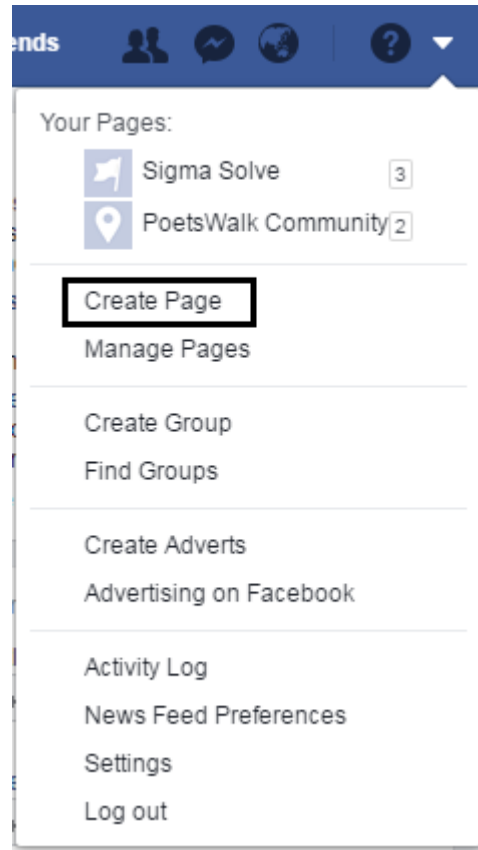 ends
Your Pages:
Sigma Solve 3
PoetsWalk Community 2
Create Page
Manage Pages
Create Group
Find Groups
Create Adverts
Advertising on Facebook
Activity Log
News Feed Preferences
Settings
Log out